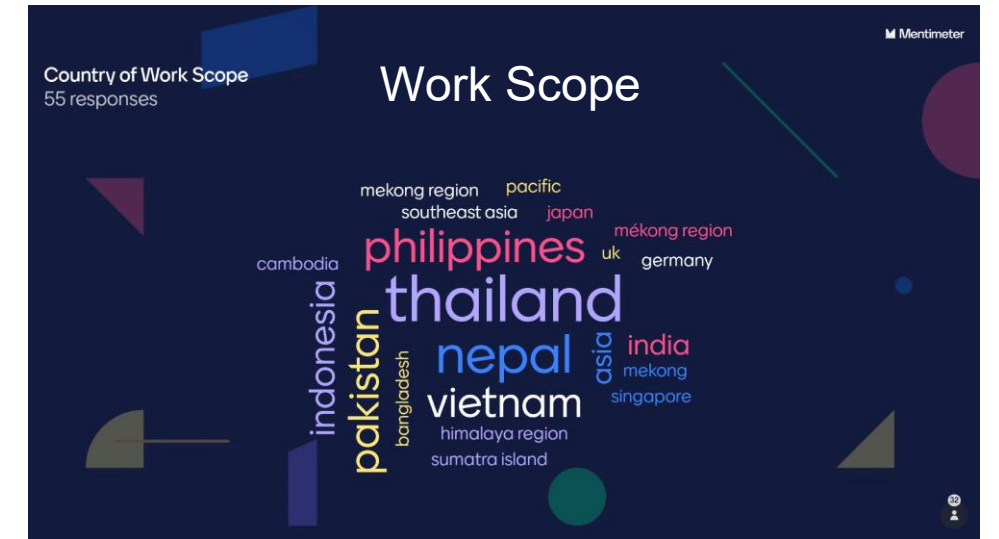 Mentimeter
Country of Work Scope
55 responses
Work Scope
mekong region
pacific
southeast asia
japan
philippines
mékong region
uk
germany
cambodia
thailand
indonesia
pakistan
bangladesh
nepal
asia
india
mekong
singapore
vietnam
himalaya region
sumatra island
32